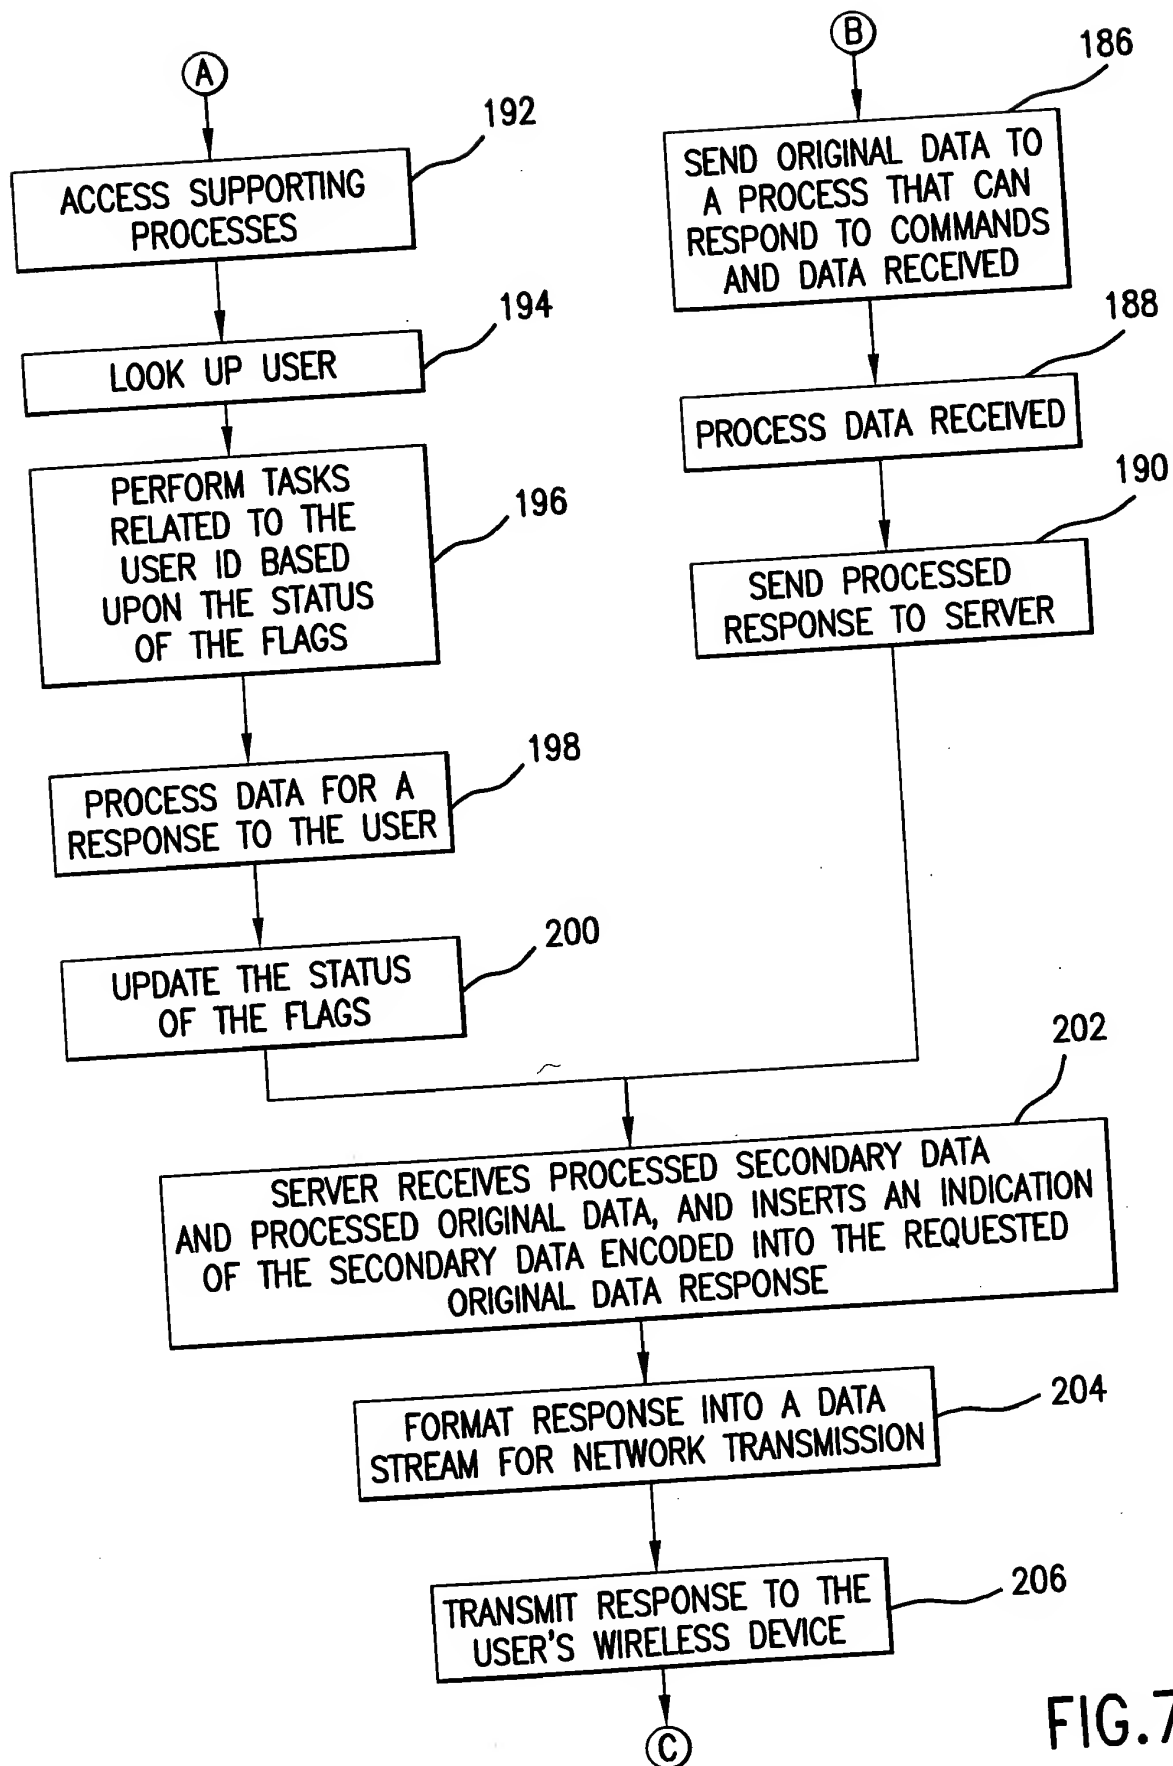 A
192
ACCESS SUPPORTING
PROCESSES
194
LOOK UP USER
PERFORM TASKS
RELATED TO THE
USER ID BASED
UPON THE STATUS
OF THE FLAGS
196
198
PROCESS DATA FOR A
RESPONSE TO THE USER
200
UPDATE THE STATUS
OF THE FLAGS
B
186
SEND ORIGINAL DATA TO
A PROCESS THAT CAN
RESPOND TO COMMANDS
AND DATA RECEIVED
188
PROCESS DATA RECEIVED
190
SEND PROCESSED
RESPONSE TO SERVER
202
SERVER RECEIVES PROCESSED SECONDARY DATA
AND PROCESSED ORIGINAL DATA, AND INSERTS AN INDICATION
OF THE SECONDARY DATA ENCODED INTO THE REQUESTED
ORIGINAL DATA RESPONSE
204
FORMAT RESPONSE INTO A DATA
STREAM FOR NETWORK TRANSMISSION
206
TRANSMIT RESPONSE TO THE
USER'S WIRELESS DEVICE
C
FIG.7